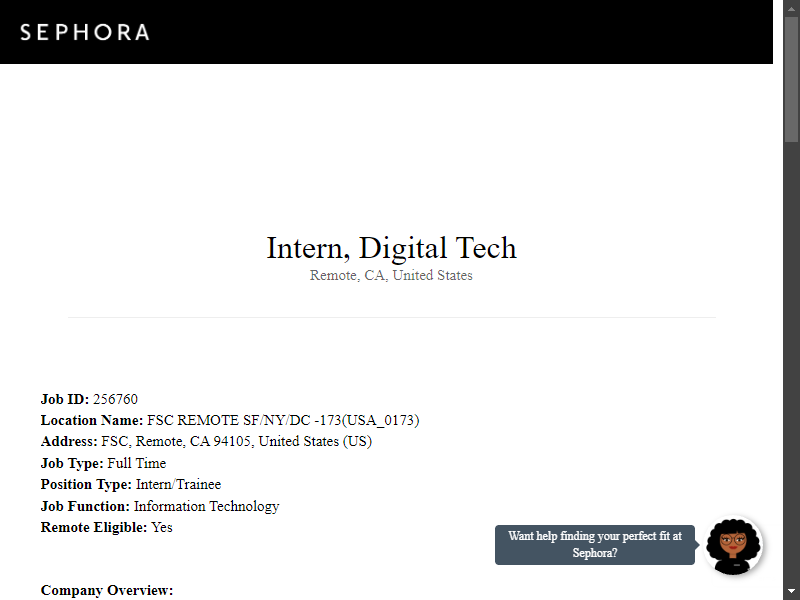 SEPHORA
Intern, Digital Tech
Remote, CA, United States
Job ID: 256760
Location Name: FSC REMOTE SF/NY/DC -173(USA_0173)
Address: FSC, Remote, CA 94105, United States (US)
Job Type: Full Time
Position Type: Intern/Trainee
Job Function: Information Technology
Remote Eligible: Yes
Want help finding your perfect fit at
Sephora?
Company Overview: